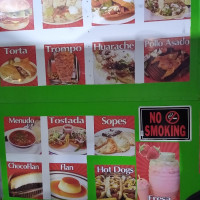 Torta Trompo Huarache Pollo Asado
Menudo Tostada Sopes
NO
SMOKING
ChocoFlan Flan Hot Dogs
Fresa